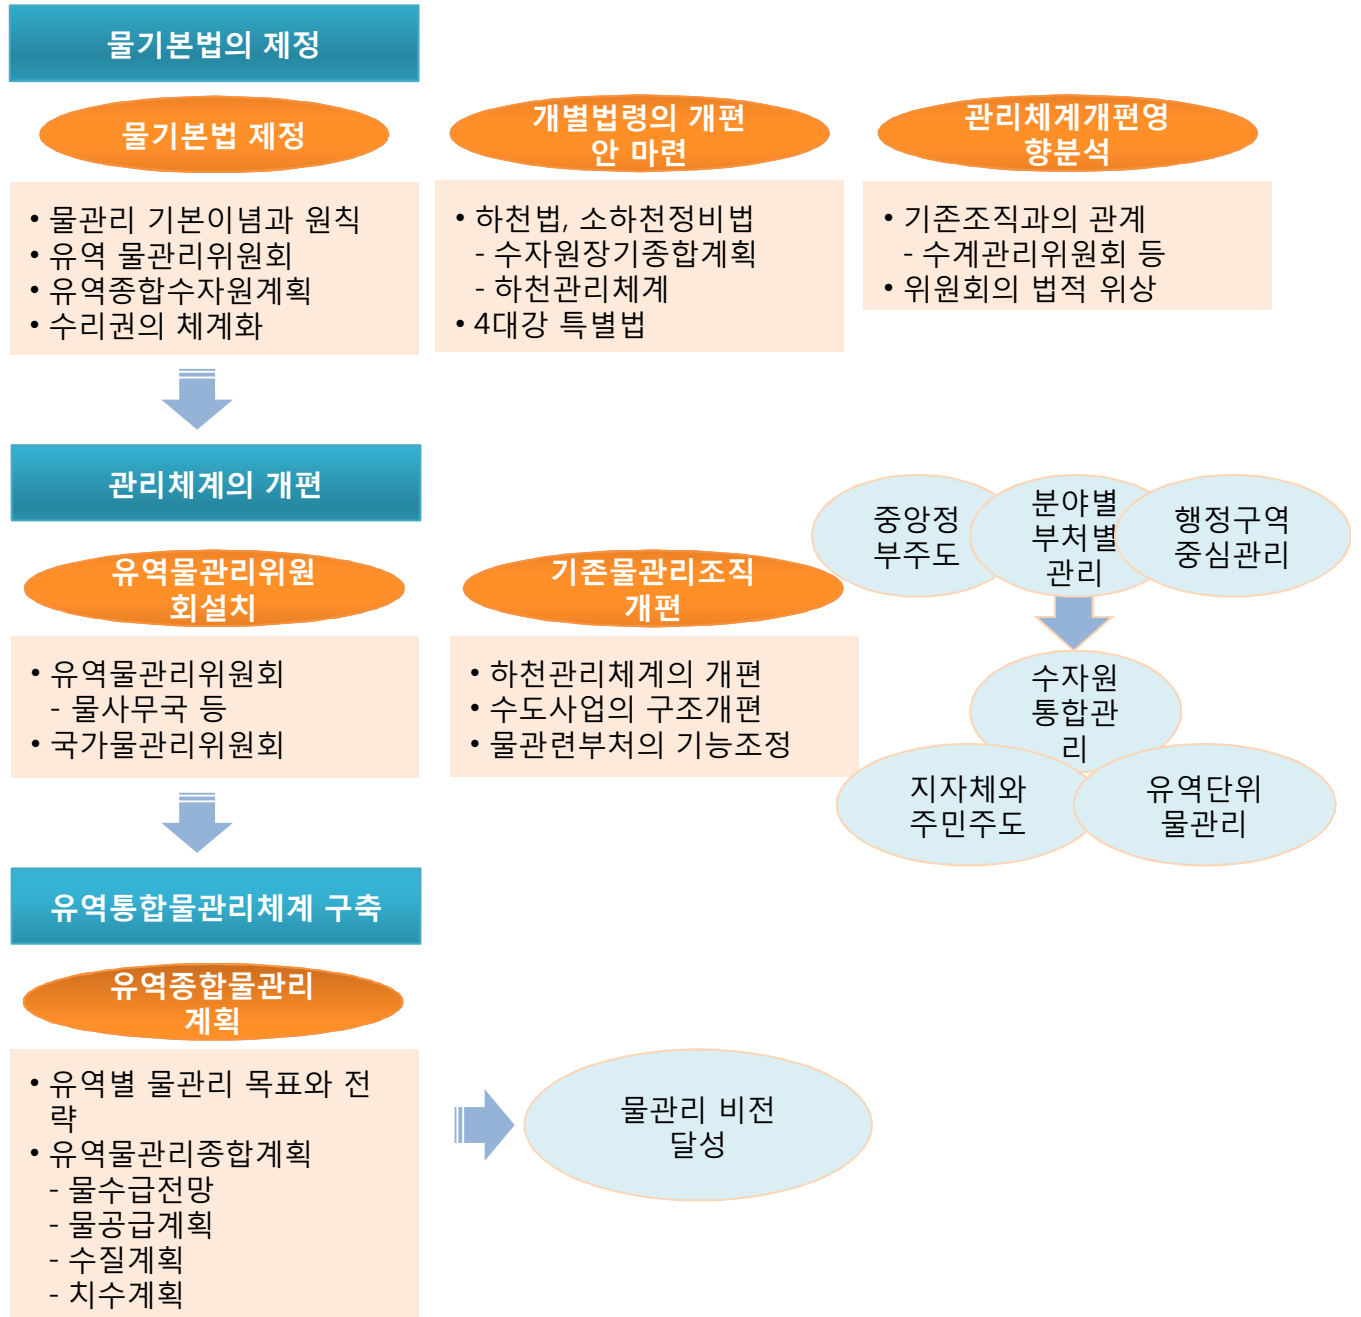 물기본법의 제정
물기본법 제정
• 물관리 기본이념과 원칙
• 유역 물관리위원회
• 유역종합수자원계획
• 수리권의 체계화
개별법령의 개편
안 마련
• 하천법, 소하천정비법
- 수자원장기종합계획
- 하천관리체계
• 4대강 특별법
관리체계개편영
향분석
• 기존조직과의 관계
- 수계관리위원회 등
• 위원회의 법적 위상
관리체계의 개편
유역물관리위원
회설치
• 유역물관리위원회
- 물사무국 등
• 국가물관리위원회
기존물관리조직
개편
• 하천관리체계의 개편
• 수도사업의 구조개편
• 물관련부처의 기능조정
중앙정
부주도
분야별
부처별
관리
행정구역
중심관리
수자원
통합관
리
지자체와
주민주도
유역단위
물관리
유역통합물관리체계 구축
유역종합물관리
계획
• 유역별 물관리 목표와 전
략
• 유역물관리종합계획
- 물수급전망
- 물공급계획
- 수질계획
- 치수계획
물관리 비전
달성